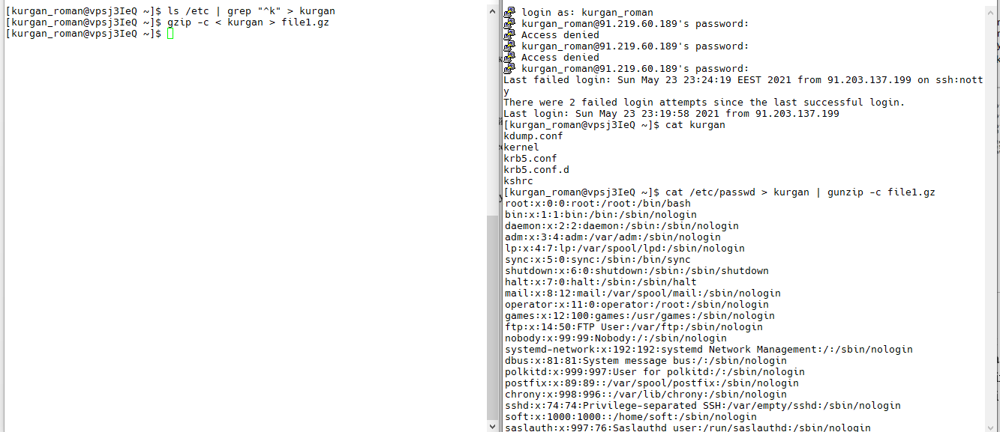 [kurgan_roman@vpsj3IeQ ~]$ ls /etc | grep "^k" > kurgan
[kurgan_roman@vpsj3IeQ ~]$ gzip -c < kurgan > file1.gz
[kurgan_roman@vpsj3IeQ ~]$
login as: kurgan_roman
kurgan_roman@91.219.60.189's password:
Access denied
kurgan_roman@91.219.60.189's password:
Access denied
kurgan_roman@91.219.60.189's password:
Last failed login: Sun May 23 23:24:19 EEST 2021 from 91.203.137.199 on ssh:nott
y
There were 2 failed login attempts since the last successful login.
Last login: Sun May 23 23:19:58 2021 from 91.203.137.199
[kurgan_roman@vpsj3IeQ ~]$ cat kurgan
kdump.conf
kernel
krb5.conf
krb5.conf.d
kshrc
[kurgan_roman@vpsj3IeQ ~]$ cat /etc/passwd > kurgan | gunzip -c file1.gz
root:x:0:0:root:/root:/bin/bash
bin:x:1:1:bin:/bin:/sbin/nologin
daemon:x:2:2:daemon:/sbin:/sbin/nologin
adm:x:3:4:adm:/var/adm:/sbin/nologin
lp:x:4:7:lp:/var/spool/lpd:/sbin/nologin
sync:x:5:0:sync:/sbin:/bin/sync
shutdown:x:6:0:shutdown:/sbin:/sbin/shutdown
halt:x:7:0:halt:/sbin:/sbin/halt
mail:x:8:12:mail:/var/spool/mail:/sbin/nologin
operator:x:11:0:operator:/root:/sbin/nologin
games:x:12:100:games:/usr/games:/sbin/nologin
ftp:x:14:50:FTP User:/var/ftp:/sbin/nologin
nobody:x:99:99:Nobody:/:/sbin/nologin
systemd-network:x:192:192:systemd Network Management:/:/sbin/nologin
dbus:x:81:81:System message bus:/:/sbin/nologin
polkitd:x:999:997:User for polkitd:/:/sbin/nologin
postfix:x:89:89::/var/spool/postfix:/sbin/nologin
chrony:x:998:996::/var/lib/chrony:/sbin/nologin
sshd:x:74:74:Privilege-separated SSH:/var/empty/sshd:/sbin/nologin
soft:x:1000:1000::/home/soft:/sbin/nologin
saslauth:x:997:76:Saslauthd user:/run/saslauthd:/sbin/nologin